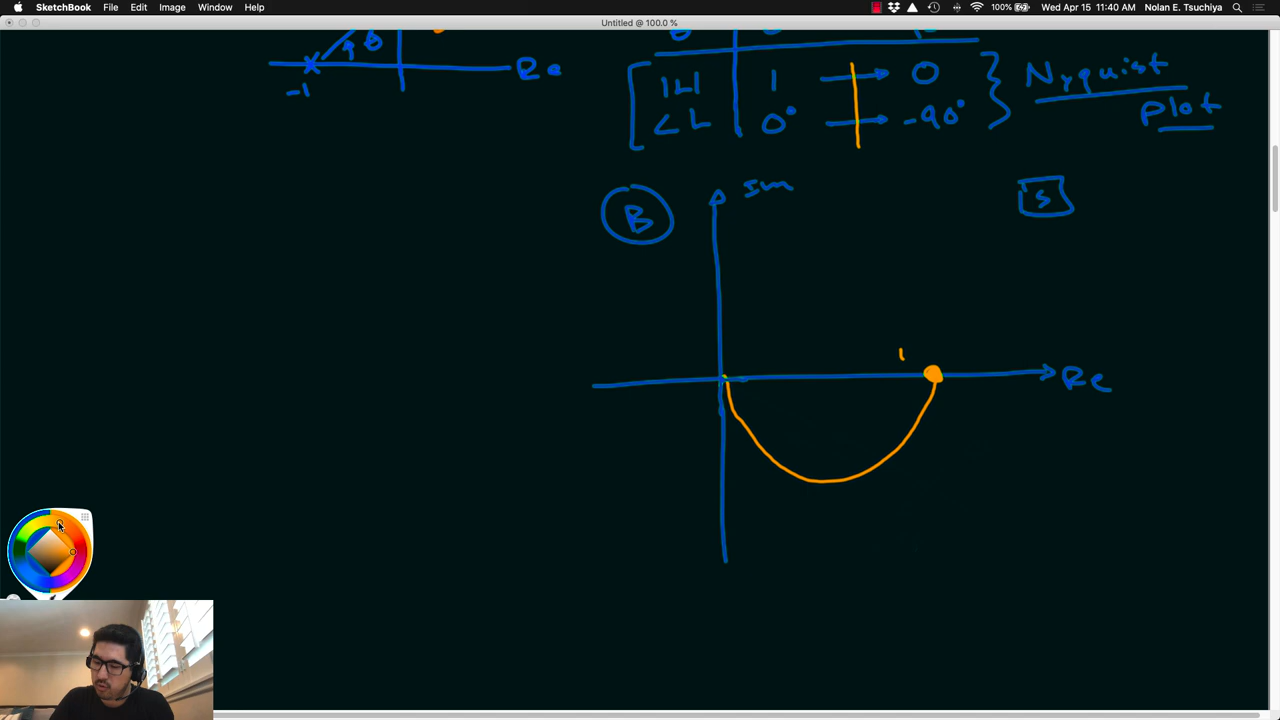 SketchBook File Edit Image Window Help 100% Wed Apr 15 11:40 AM Nolan E. Tsuchiya
Untitled @ 100.0 %
θ
Re
-1
|L| 1 → 0
∠L 0° → -90°
Nyquist
Plot
B
Im
S
1
Re